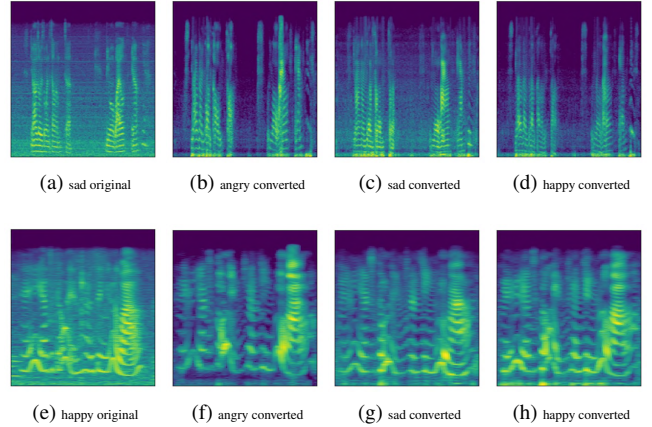 (a) sad original
(b) angry converted
(c) sad converted
(d) happy converted
(e) happy original
(f) angry converted
(g) sad converted
(h) happy converted